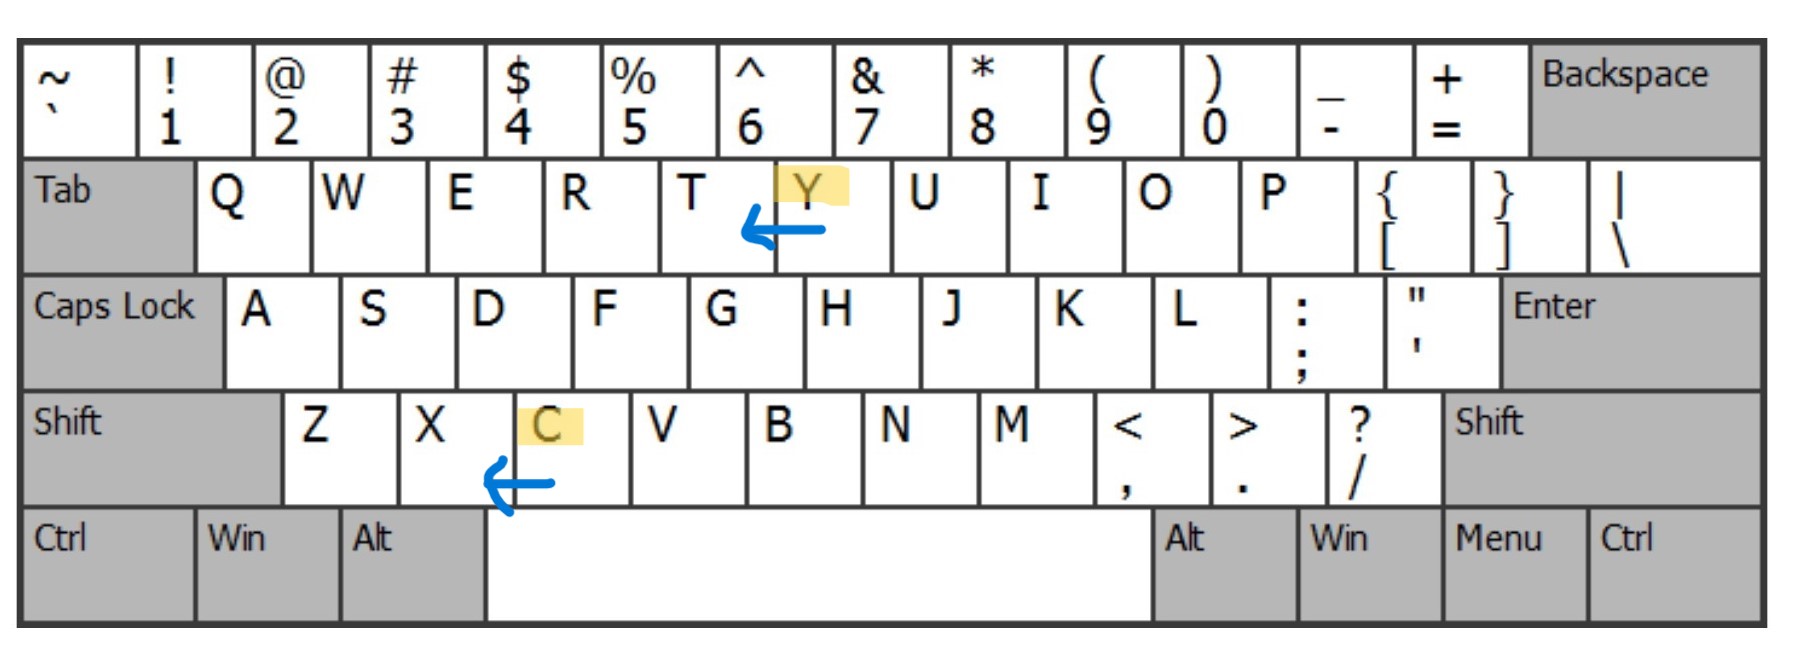 ~ ! @ # $ % ^ & * ( ) _ + Backspace
` 1 2 3 4 5 6 7 8 9 0 - =
Tab Q W E R T Y U I O P { } |
[ ] \
Caps Lock A S D F G H J K L : " Enter
; '
Shift Z X C V B N M < > ? Shift
, . /
Ctrl Win Alt Alt Win Menu Ctrl